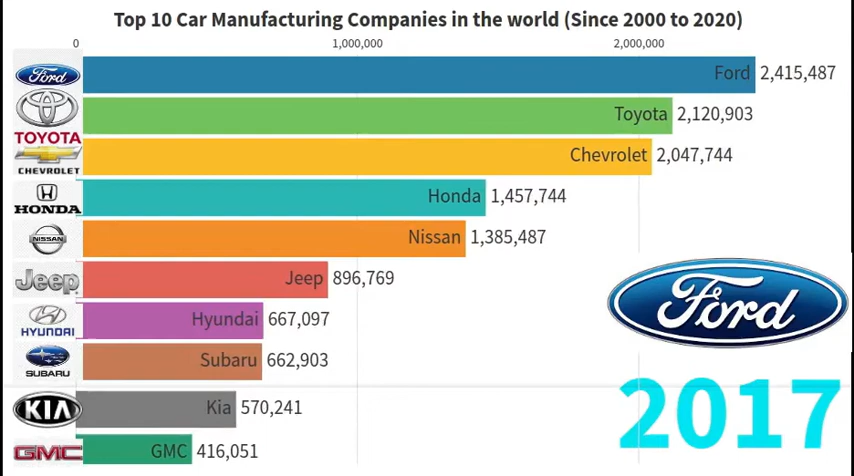 Top 10 Car Manufacturing Companies in the world (Since 2000 to 2020)
0 1,000,000 2,000,000
Ford Ford 2,415,487
TOYOTA Toyota 2,120,903
CHEVROLET Chevrolet 2,047,744
HONDA Honda 1,457,744
NISSAN Nissan 1,385,487
Jeep Jeep 896,769
HYUNDAI Hyundai 667,097
SUBARU Subaru 662,903
KIA Kia 570,241
GMC GMC 416,051
Ford
2017